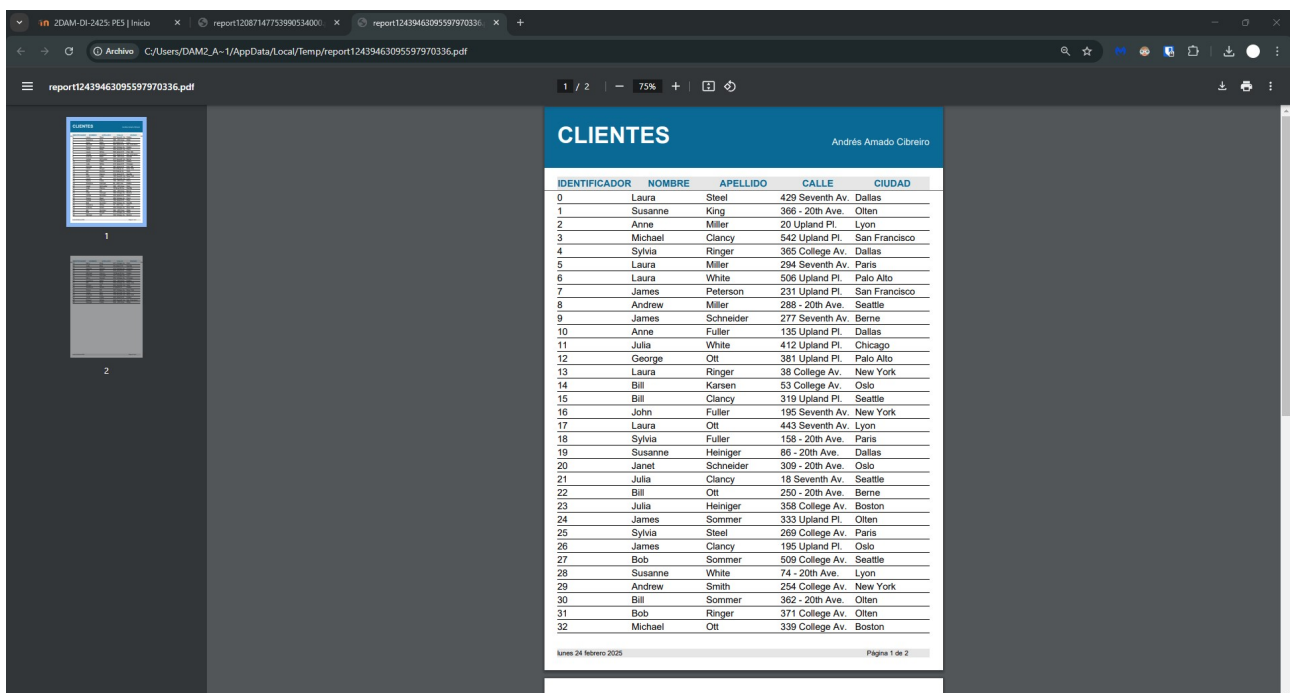 2DAM-DI-2425: PE5 | Inicio
report12087147753990534000.
report12439463095597970336.
Archivo C:/Users/DAM2_A~1/AppData/Local/Temp/report12439463095597970336.pdf
report12439463095597970336.pdf
1 / 2
75%
1
2
CLIENTES
Andrés Amado Cibreiro
IDENTIFICADOR NOMBRE APELLIDO CALLE CIUDAD
0 Laura Steel 429 Seventh Av. Dallas
1 Susanne King 366 - 20th Ave. Olten
2 Anne Miller 20 Upland Pl. Lyon
3 Michael Clancy 542 Upland Pl. San Francisco
4 Sylvia Ringer 365 College Av. Dallas
5 Laura Miller 294 Seventh Av. Paris
6 Laura White 506 Upland Pl. Palo Alto
7 James Peterson 231 Upland Pl. San Francisco
8 Andrew Miller 288 - 20th Ave. Seattle
9 James Schneider 277 Seventh Av. Berne
10 Anne Fuller 135 Upland Pl. Dallas
11 Julia White 412 Upland Pl. Chicago
12 George Ott 381 Upland Pl. Palo Alto
13 Laura Ringer 38 College Av. New York
14 Bill Karsen 53 College Av. Oslo
15 Bill Clancy 319 Upland Pl. Seattle
16 John Fuller 195 Seventh Av. New York
17 Laura Ott 443 Seventh Av. Lyon
18 Sylvia Fuller 158 - 20th Ave. Paris
19 Susanne Heiniger 86 - 20th Ave. Dallas
20 Janet Schneider 309 - 20th Ave. Oslo
21 Julia Clancy 18 Seventh Av. Seattle
22 Bill Ott 250 - 20th Ave. Berne
23 Julia Heiniger 358 College Av. Boston
24 James Sommer 333 Upland Pl. Olten
25 Sylvia Steel 269 College Av. Paris
26 James Clancy 195 Upland Pl. Oslo
27 Bob Sommer 509 College Av. Seattle
28 Susanne White 74 - 20th Ave. Lyon
29 Andrew Smith 254 College Av. New York
30 Bill Sommer 362 - 20th Ave. Olten
31 Bob Ringer 371 College Av. Olten
32 Michael Ott 339 College Av. Boston
lunes 24 febrero 2025 Página 1 de 2